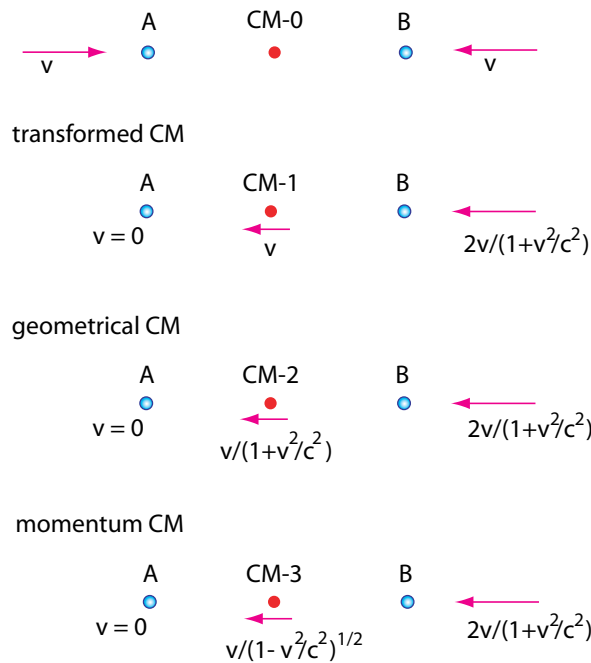 A CM-0 B
v v
transformed CM
A CM-1 B
v = 0 v 2v/(1+v²/c²)
geometrical CM
A CM-2 B
v = 0 v/(1+v²/c²) 2v/(1+v²/c²)
momentum CM
A CM-3 B
v = 0 v/(1- v²/c²)^1/2 2v/(1+v²/c²)